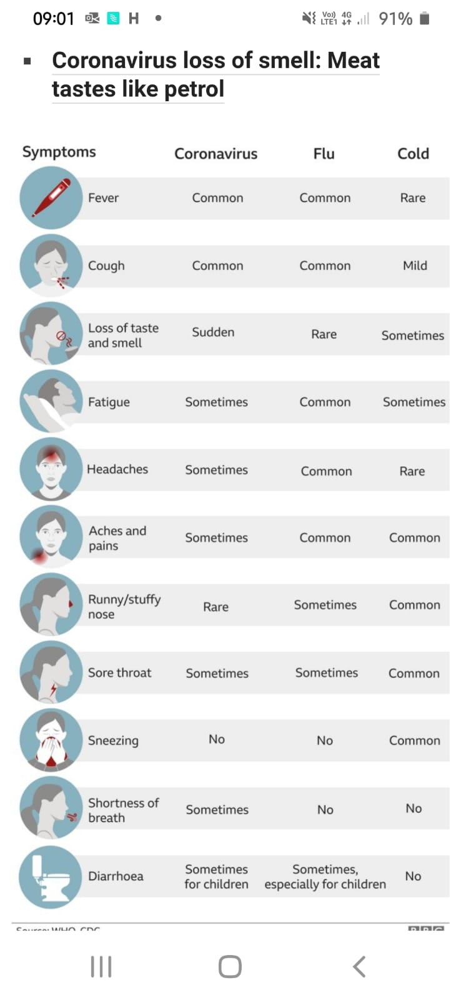 09:01 H • Vo)) 4G 91%
LTE1
Coronavirus loss of smell: Meat
tastes like petrol
Symptoms Coronavirus Flu Cold
Fever Common Common Rare
Cough Common Common Mild
Loss of taste
and smell Sudden Rare Sometimes
Fatigue Sometimes Common Sometimes
Headaches Sometimes Common Rare
Aches and
pains Sometimes Common Common
Runny/stuffy
nose Rare Sometimes Common
Sore throat Sometimes Sometimes Common
Sneezing No No Common
Shortness of
breath Sometimes No No
Diarrhoea Sometimes
for children Sometimes,
especially for children No
Source: WHO, CDC BBC